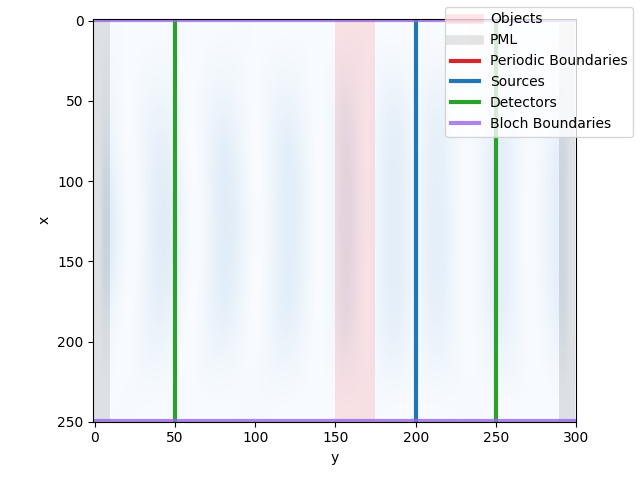 Objects
PML
Periodic Boundaries
Sources
Detectors
Bloch Boundaries
0
50
100
150
200
250
x
0 50 100 150 200 250 300
y